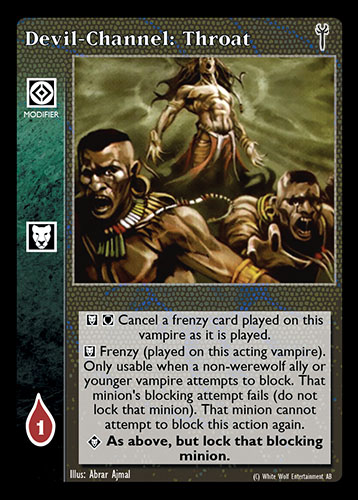 Devil-Channel: Throat
MODIFIER
Cancel a frenzy card played on this
vampire as it is played.
Frenzy (played on this acting vampire).
Only usable when a non-werewolf ally or
younger vampire attempts to block. That
minion's blocking attempt fails (do not
lock that minion). That minion cannot
attempt to block this action again.
As above, but lock that blocking
minion.
1
Illus: Abrar Ajmal
(C) White Wolf Entertainment AB